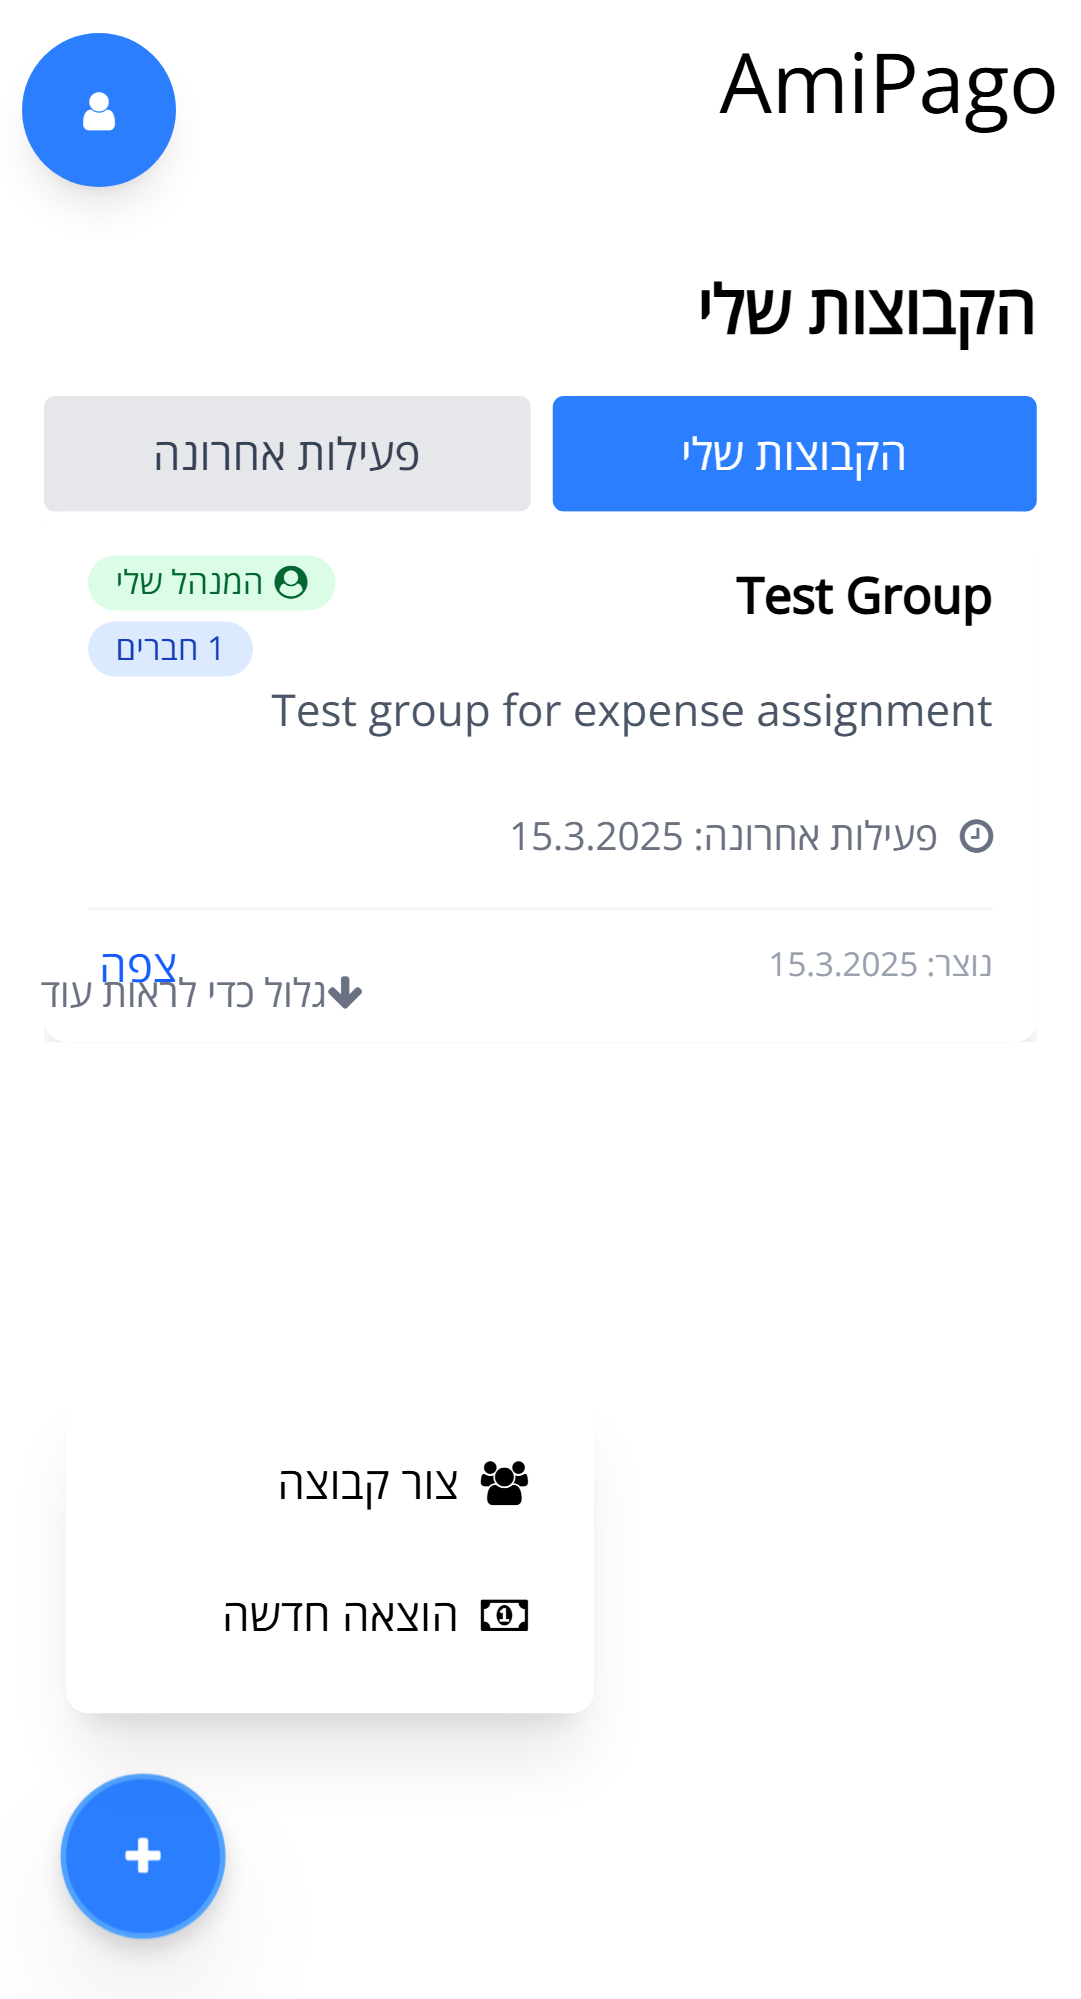 AmiPago
הקבוצות שלי
הקבוצות שלי
פעילות אחרונה
Test Group
המנהל שלי
1 חברים
Test group for expense assignment
פעילות אחרונה: 15.3.2025
נוצר: 15.3.2025
צפה
גלול כדי לראות עוד
צור קבוצה
הוצאה חדשה